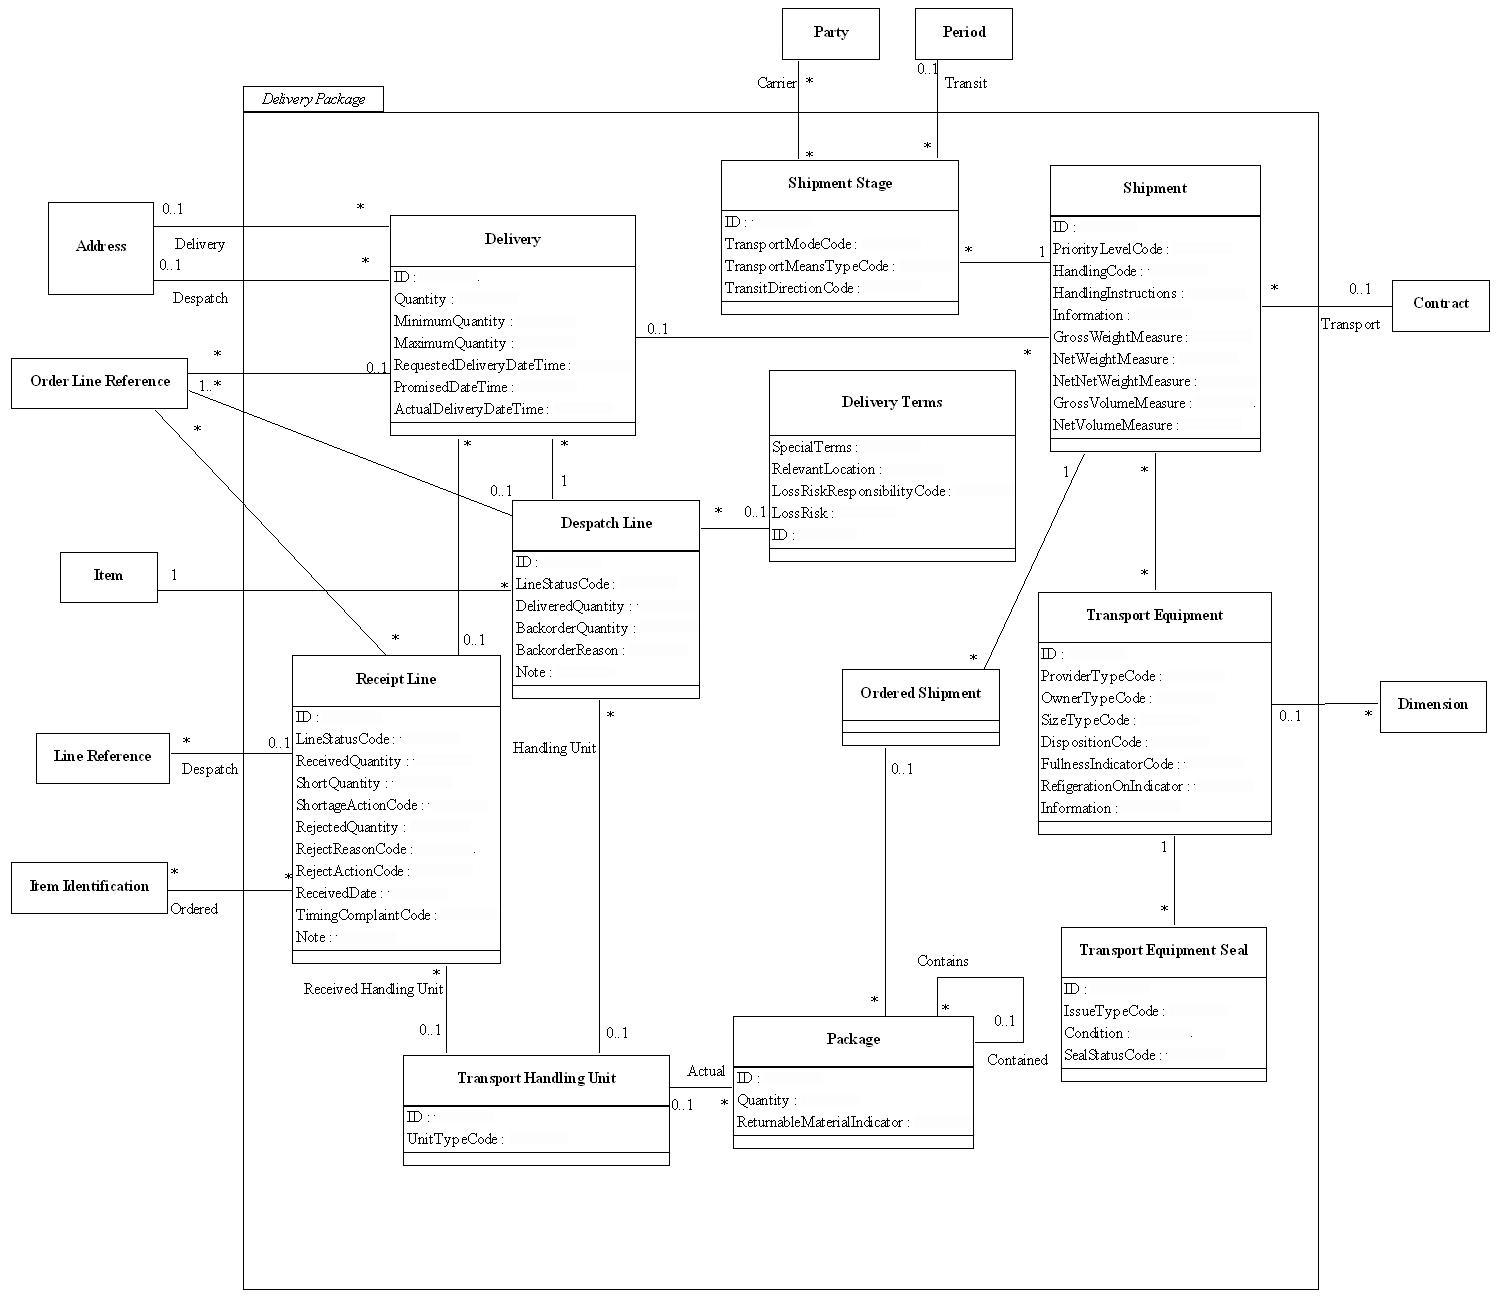 Party
Period
Carrier
*
0..1
Transit
Delivery Package
*
*
Shipment Stage
ID :
TransportModeCode :
TransportMeansTypeCode :
TransitDirectionCode :
*
1
Shipment
ID :
PriorityLevelCode :
HandlingCode :
HandlingInstructions :
Information :
GrossWeightMeasure :
NetWeightMeasure :
NetNetWeightMeasure :
GrossVolumeMeasure :
NetVolumeMeasure :
*
0..1
Transport
Contract
Address
0..1
*
Delivery
0..1
*
Despatch
Delivery
ID :
Quantity :
MinimumQuantity :
MaximumQuantity :
RequestedDeliveryDateTime :
PromisedDateTime :
ActualDeliveryDateTime :
0..1
*
Order Line Reference
*
0..1
1..*
*
0..1
*
*
1
Delivery Terms
SpecialTerms :
RelevantLocation :
LossRiskResponsibilityCode :
LossRisk :
ID :
*
0..1
1
*
*
*
Despatch Line
ID :
LineStatusCode :
DeliveredQuantity :
BackorderQuantity :
BackorderReason :
Note :
Item
1
*
*
0..1
Transport Equipment
ID :
ProviderTypeCode :
OwnerTypeCode :
SizeTypeCode :
DispositionCode :
FullnessIndicatorCode :
RefigerationOnIndicator :
Information :
0..1
*
Dimension
Ordered Shipment
0..1
Receipt Line
ID :
LineStatusCode :
ReceivedQuantity :
ShortQuantity :
ShortageActionCode :
RejectedQuantity :
RejectReasonCode :
RejectActionCode :
ReceivedDate :
TimingComplaintCode :
Note :
*
Handling Unit
Line Reference
*
0..1
Despatch
Item Identification
*
*
Ordered
1
*
Transport Equipment Seal
ID :
IssueTypeCode :
Condition :
SealStatusCode :
*
Received Handling Unit
0..1
0..1
*
Contains
*
0..1
Contained
Package
ID :
Quantity :
ReturnableMaterialIndicator :
Actual
0..1
*
Transport Handling Unit
ID :
UnitTypeCode :